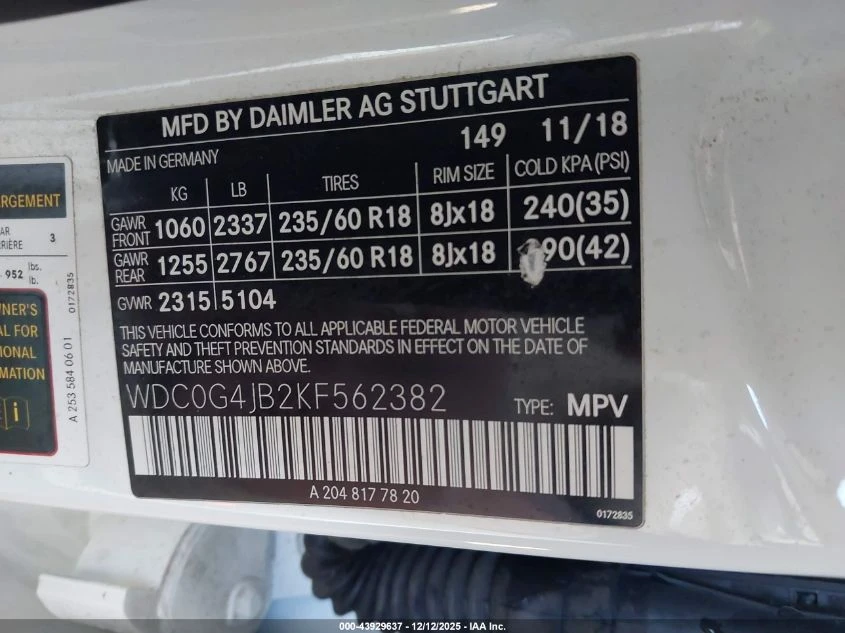 MFD BY DAIMLER AG STUTTGART
149 11/18
MADE IN GERMANY
KG LB TIRES RIM SIZE COLD KPA(PSI)
GAWR FRONT 1060 2337 235/60 R18 8Jx18 240(35)
GAWR REAR 1255 2767 235/60 R18 8Jx18 90(42)
GVWR 2315 5104
THIS VEHICLE CONFORMS TO ALL APPLICABLE FEDERAL MOTOR VEHICLE
SAFETY AND THEFT PREVENTION STANDARDS IN EFFECT ON THE DATE OF
MANUFACTURE SHOWN ABOVE.
WDC0G4JB2KF562382 TYPE: MPV
A 204 817 78 20
0172835
ARGEMENT
3
952 lbs.
lb.
0172835
A 253 584 06 01
000-43929637 - 12/12/2025 - IAA Inc.